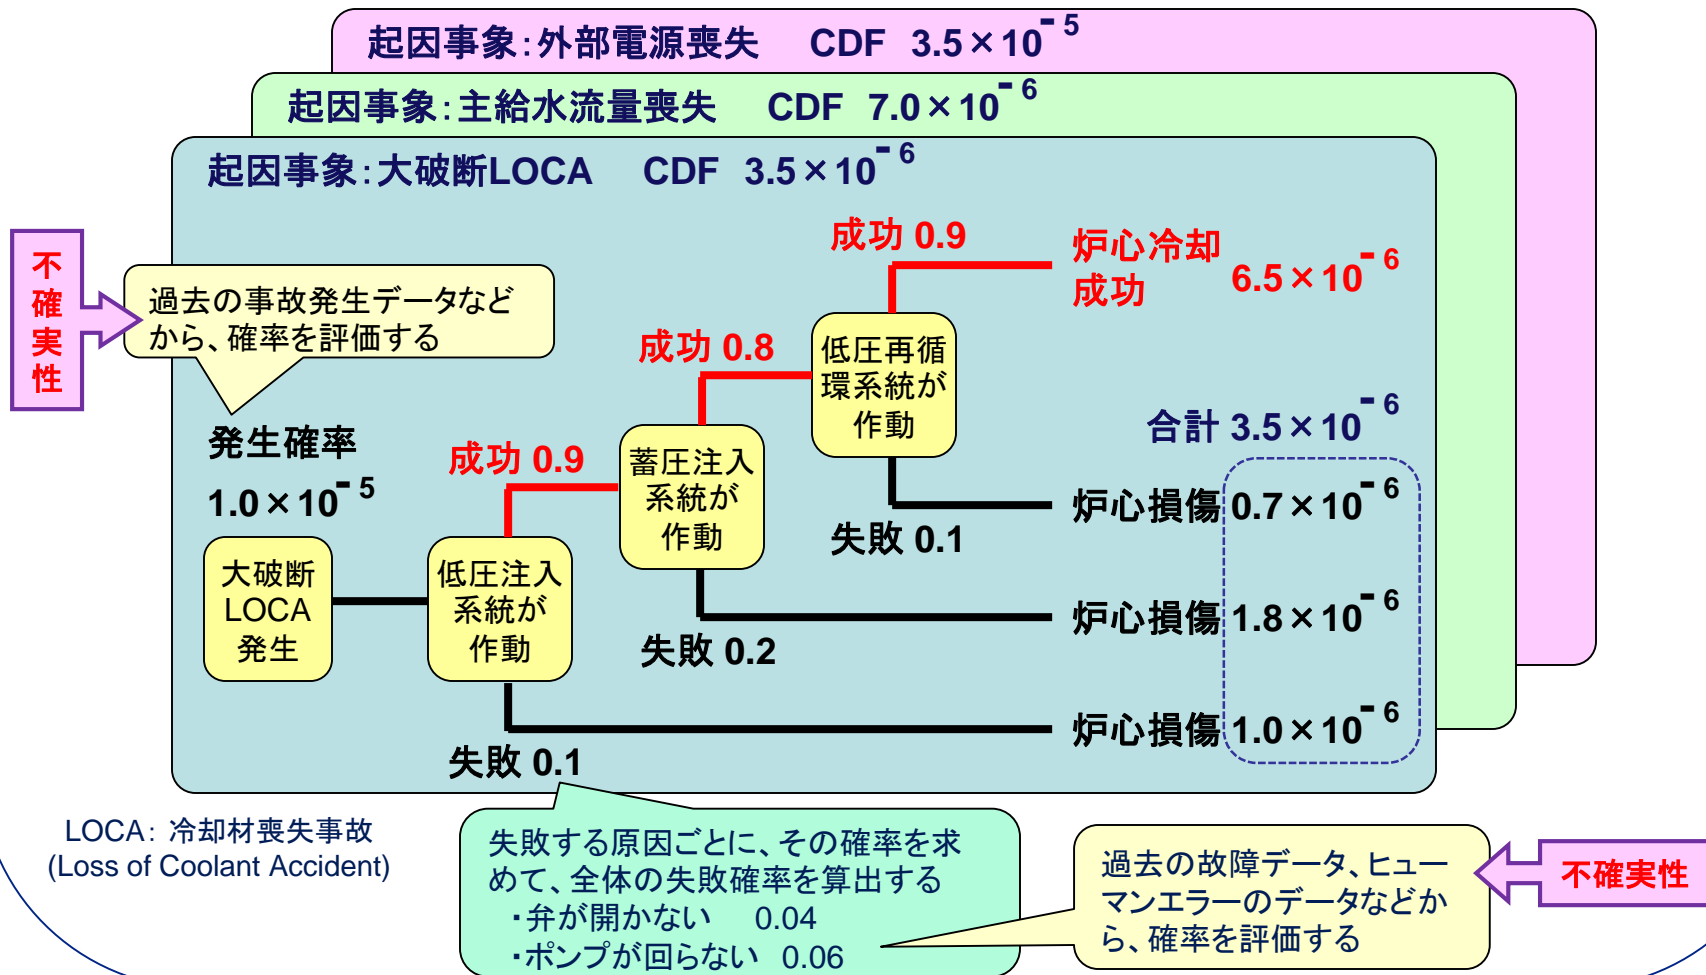 起因事象:外部電源喪失 CDF 3.5×10⁻⁵
起因事象:主給水流量喪失 CDF 7.0×10⁻⁶
起因事象:大破断LOCA CDF 3.5×10⁻⁶
不確実性
過去の事故発生データなど
から、確率を評価する
発生確率
1.0×10⁻⁵
大破断
LOCA
発生
成功 0.9
低圧注入
系統が
作動
失敗 0.1
成功 0.8
蓄圧注入
系統が
作動
失敗 0.2
成功 0.9
低圧再循
環系統が
作動
失敗 0.1
炉心冷却
成功 6.5×10⁻⁶
合計 3.5×10⁻⁶
炉心損傷 0.7×10⁻⁶
炉心損傷 1.8×10⁻⁶
炉心損傷 1.0×10⁻⁶
LOCA: 冷却材喪失事故
(Loss of Coolant Accident)
失敗する原因ごとに、その確率を求
めて、全体の失敗確率を算出する
・弁が開かない 0.04
・ポンプが回らない 0.06
過去の故障データ、ヒュー
マンエラーのデータなどか
ら、確率を評価する
不確実性